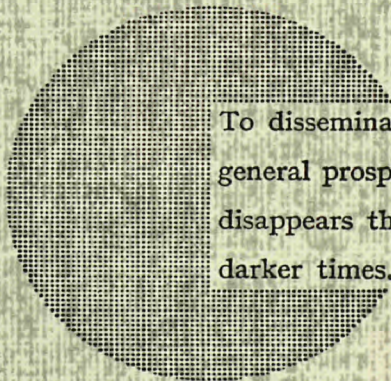 To dissemina
general prosp
disappears th
darker times.